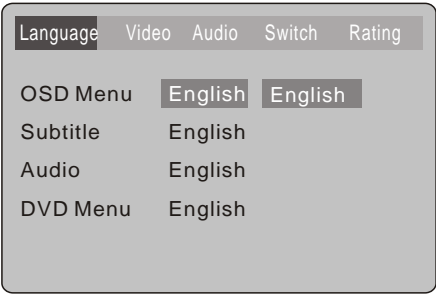 Language Video Audio Switch Rating
OSD Menu English English
Subtitle English
Audio English
DVD Menu English